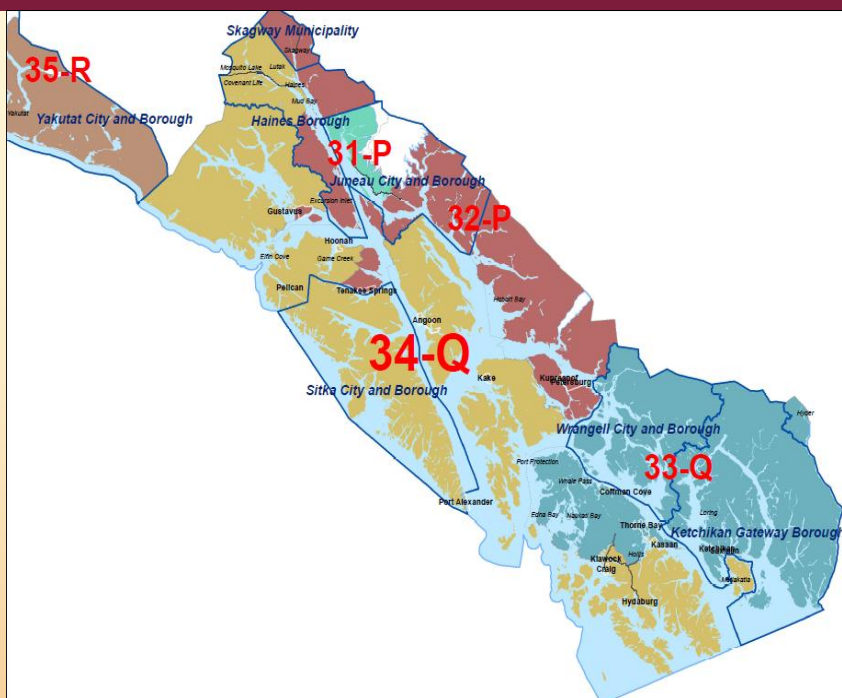 Skagway Municipality
Skagway
35-R
Mosquito Lake
Lutak
Covenant Life
Haines
Mud Bay
Yakutat
Yakutat City and Borough
Haines Borough
31-P
Juneau City and Borough
Excursion Inlet
Gustavus
32-P
Hoonah
Elfin Cove
Game Creek
Pelican
Tenakee Springs
Hobart Bay
Angoon
34-Q
Kake
Kupreanof
Petersburg
Sitka City and Borough
Hyder
Wrangell City and Borough
Port Protection
33-Q
Whale Pass
Coffman Cove
Port Alexander
Edna Bay
Naukati Bay
Loring
Thorne Bay
Ketchikan Gateway Borough
Kasaan
Ketchikan
Saxman
Hollis
Klawock
Craig
Metlakatla
Hydaburg